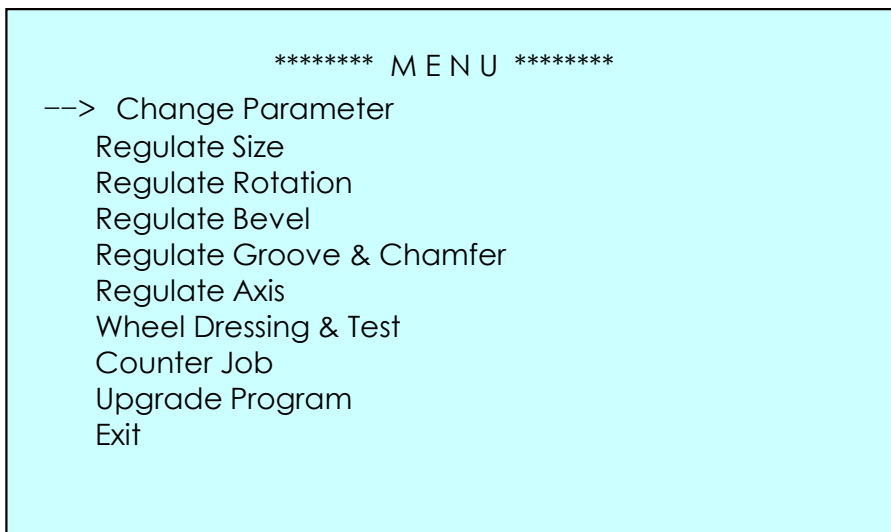 ******** M E N U ********
––> Change Parameter
Regulate Size
Regulate Rotation
Regulate Bevel
Regulate Groove & Chamfer
Regulate Axis
Wheel Dressing & Test
Counter Job
Upgrade Program
Exit